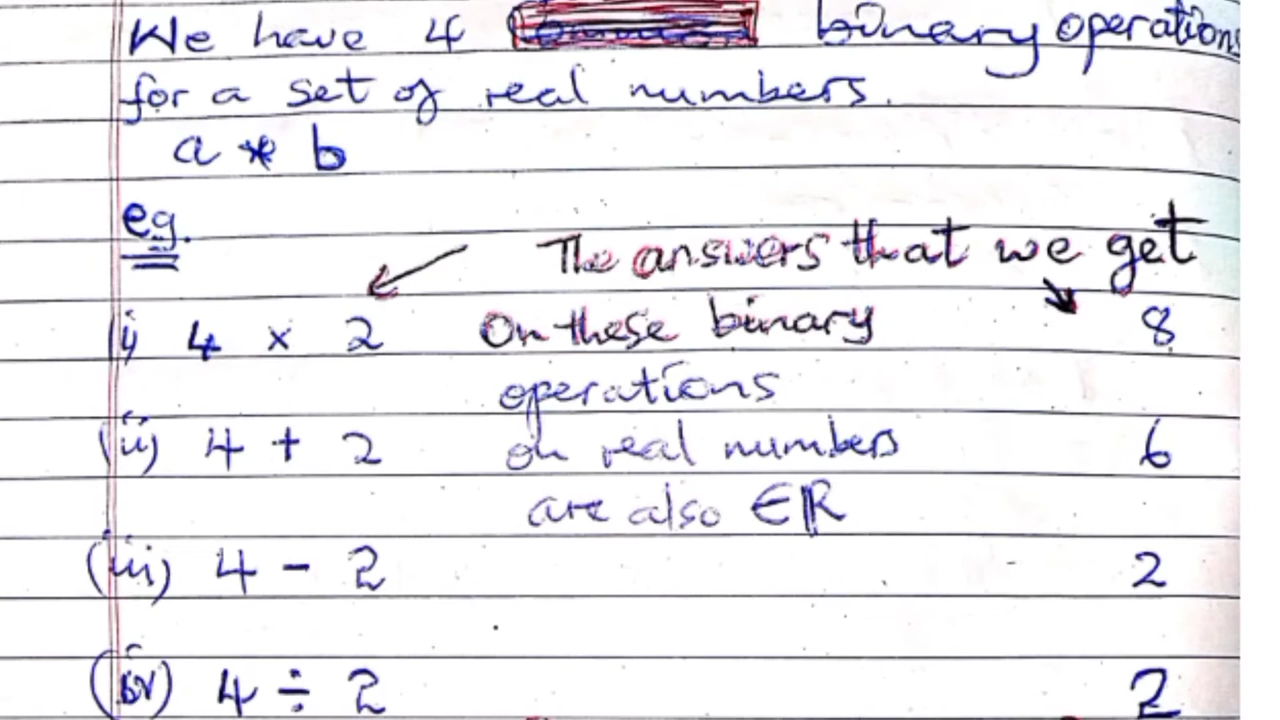 We have 4 binary operations
for a set of real numbers.
a * b
e.g.
The answers that we get
i) 4 × 2 On these binary 8
operations
(ii) 4 + 2 on real numbers 6
are also ∈ ℝ
(iii) 4 − 2 2
(iv) 4 ÷ 2 2